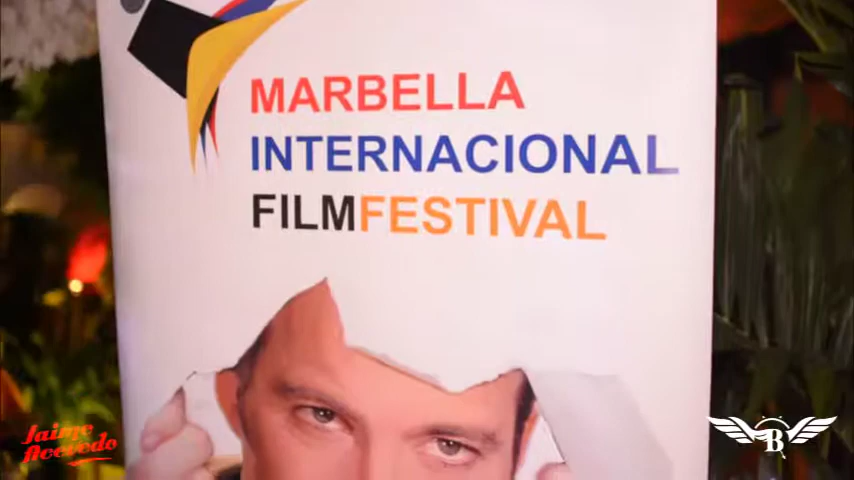 MARBELLA
INTERNACIONAL
FILMFESTIVAL
Jaime
Acevedo
B